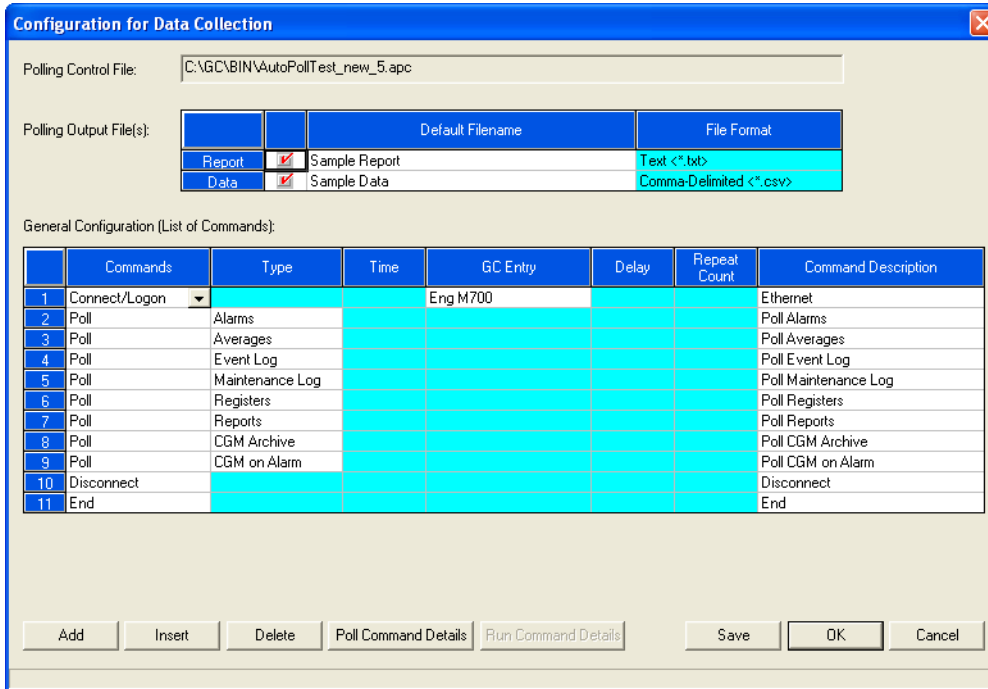 Configuration for Data Collection
Polling Control File: C:\GC\BIN\AutoPollTest_new_5.apc
Polling Output File(s):
Default Filename File Format
Report Sample Report Text <*.txt>
Data Sample Data Comma-Delimited <*.csv>
General Configuration (List of Commands):
Commands Type Time GC Entry Delay Repeat Count Command Description
1 Connect/Logon Eng M700 Ethernet
2 Poll Alarms Poll Alarms
3 Poll Averages Poll Averages
4 Poll Event Log Poll Event Log
5 Poll Maintenance Log Poll Maintenance Log
6 Poll Registers Poll Registers
7 Poll Reports Poll Reports
8 Poll CGM Archive Poll CGM Archive
9 Poll CGM on Alarm Poll CGM on Alarm
10 Disconnect Disconnect
11 End End
Add Insert Delete Poll Command Details Run Command Details Save OK Cancel